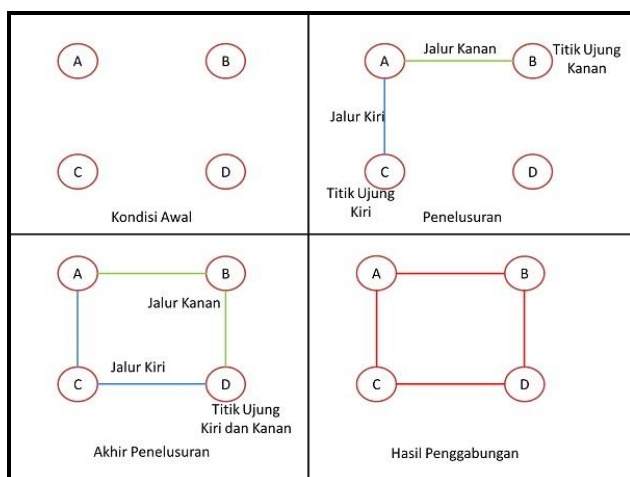 A
B
C
D
Kondisi Awal
Jalur Kanan
A
B
Titik Ujung
Kanan
Jalur Kiri
C
D
Titik Ujung
Kiri
Penelusuran
A
B
Jalur Kanan
Jalur Kiri
C
D
Titik Ujung
Kiri dan Kanan
Akhir Penelusuran
A
B
C
D
Hasil Penggabungan